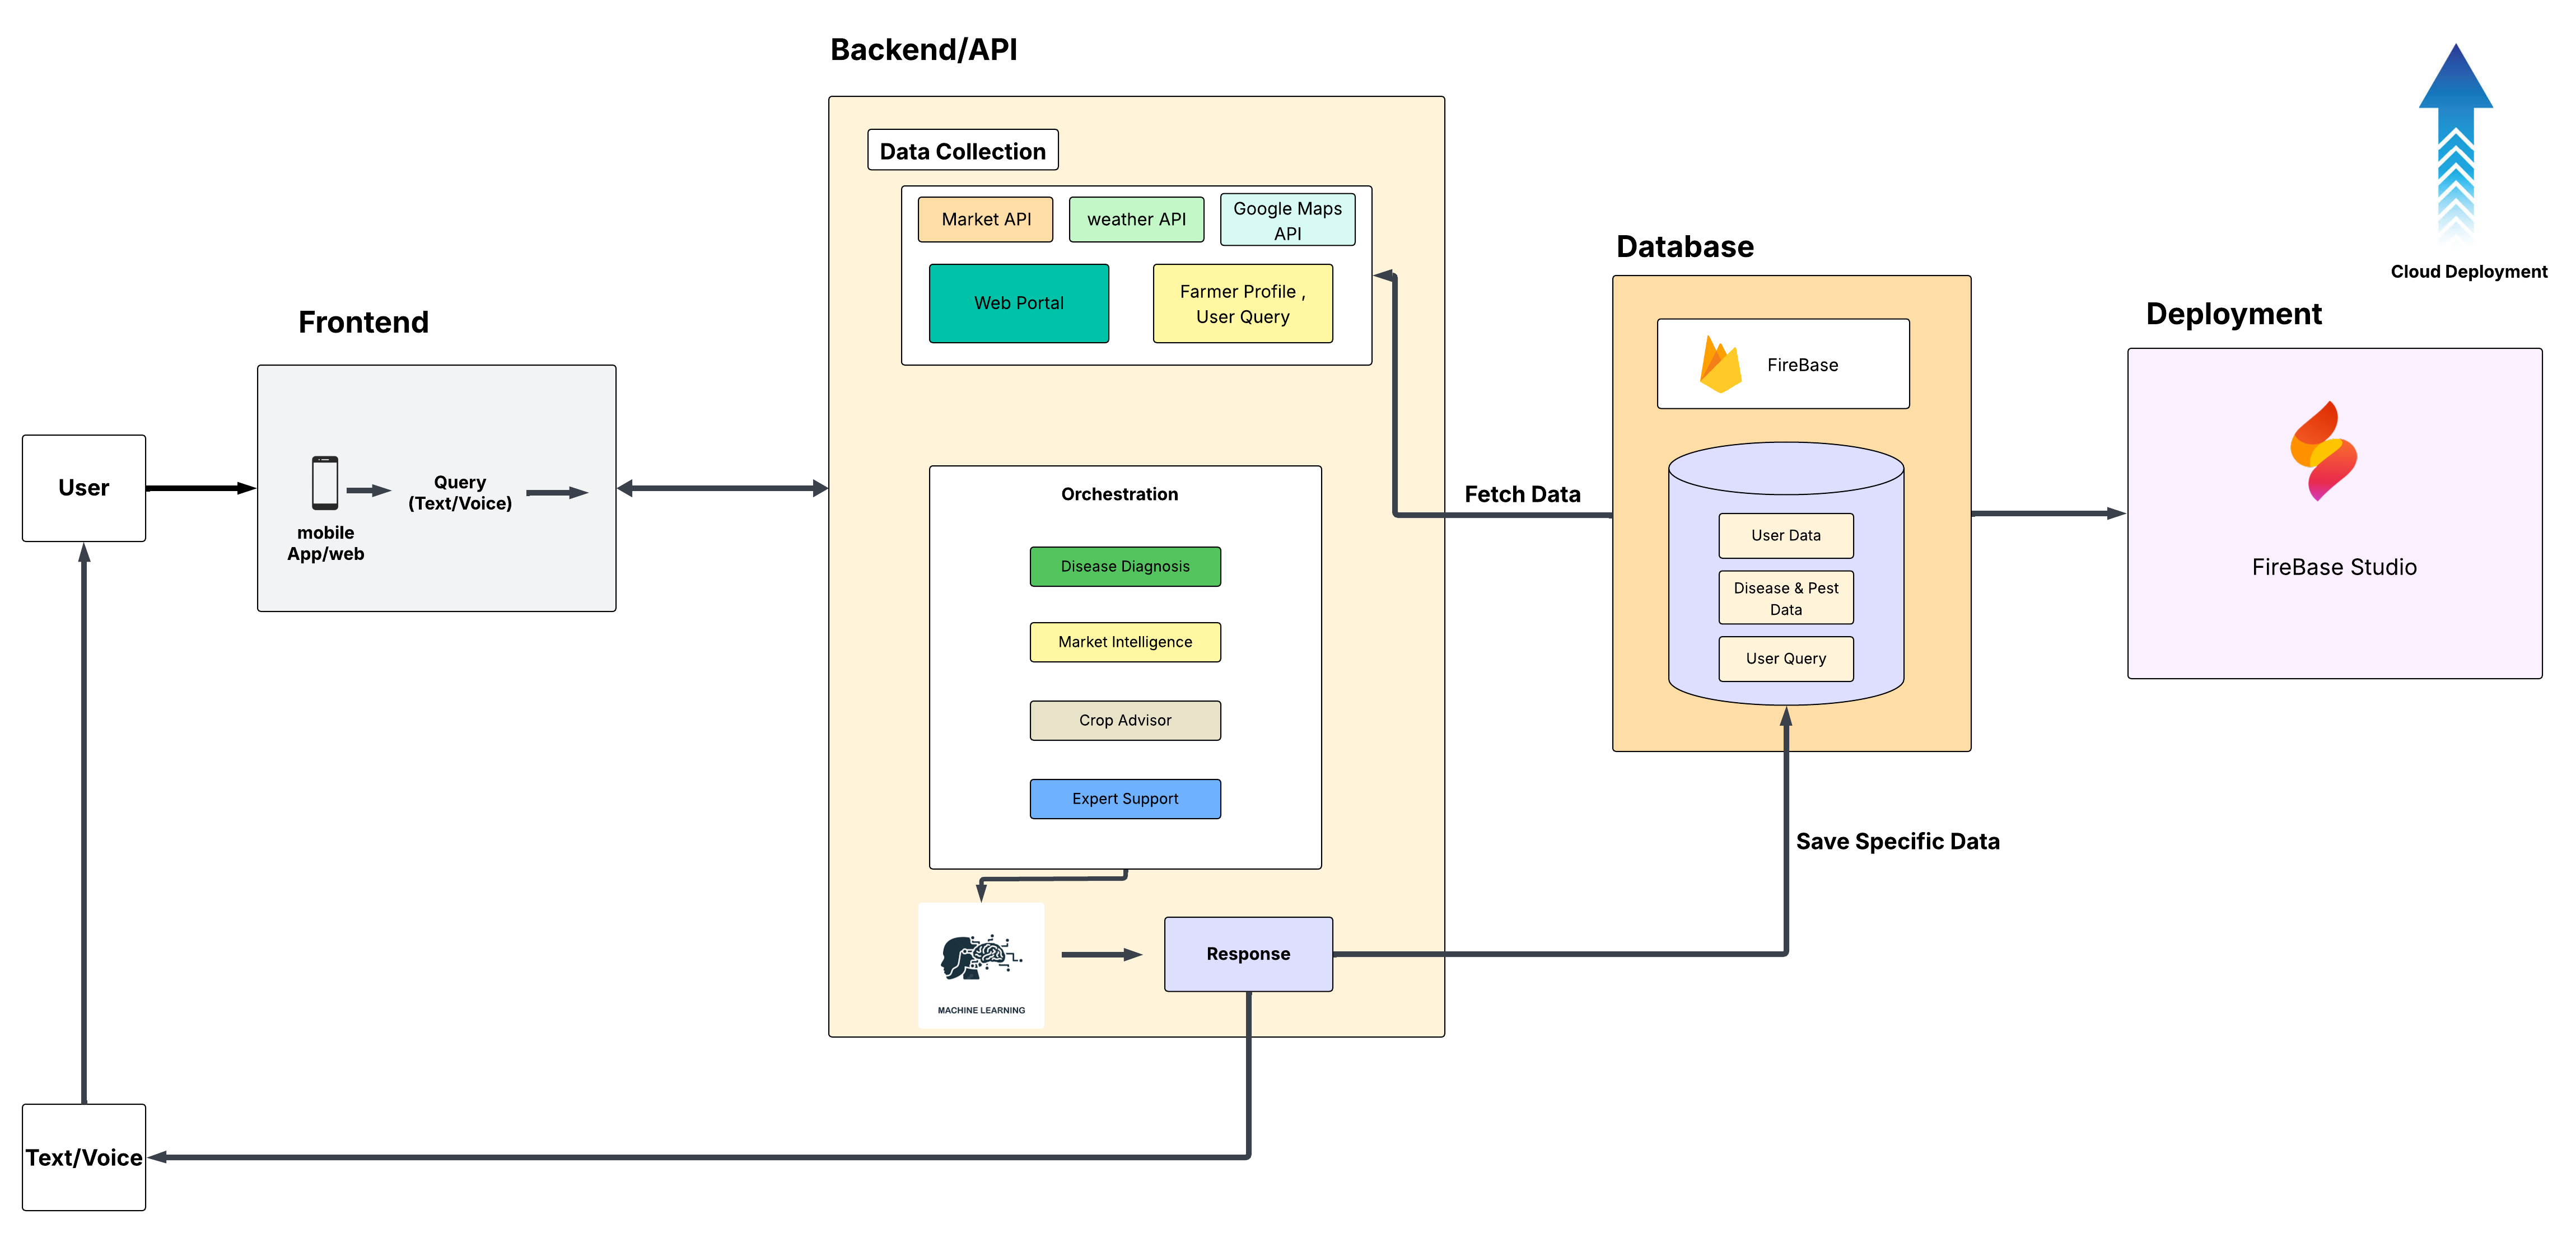 Backend/API
Data Collection
Market API
weather API
Google Maps
API
Web Portal
Farmer Profile ,
User Query
Frontend
User
mobile
App/web
Query
(Text/Voice)
Orchestration
Disease Diagnosis
Market Intelligence
Crop Advisor
Expert Support
MACHINE LEARNING
Response
Text/Voice
Fetch Data
Database
FireBase
User Data
Disease & Pest
Data
User Query
Save Specific Data
Cloud Deployment
Deployment
FireBase Studio